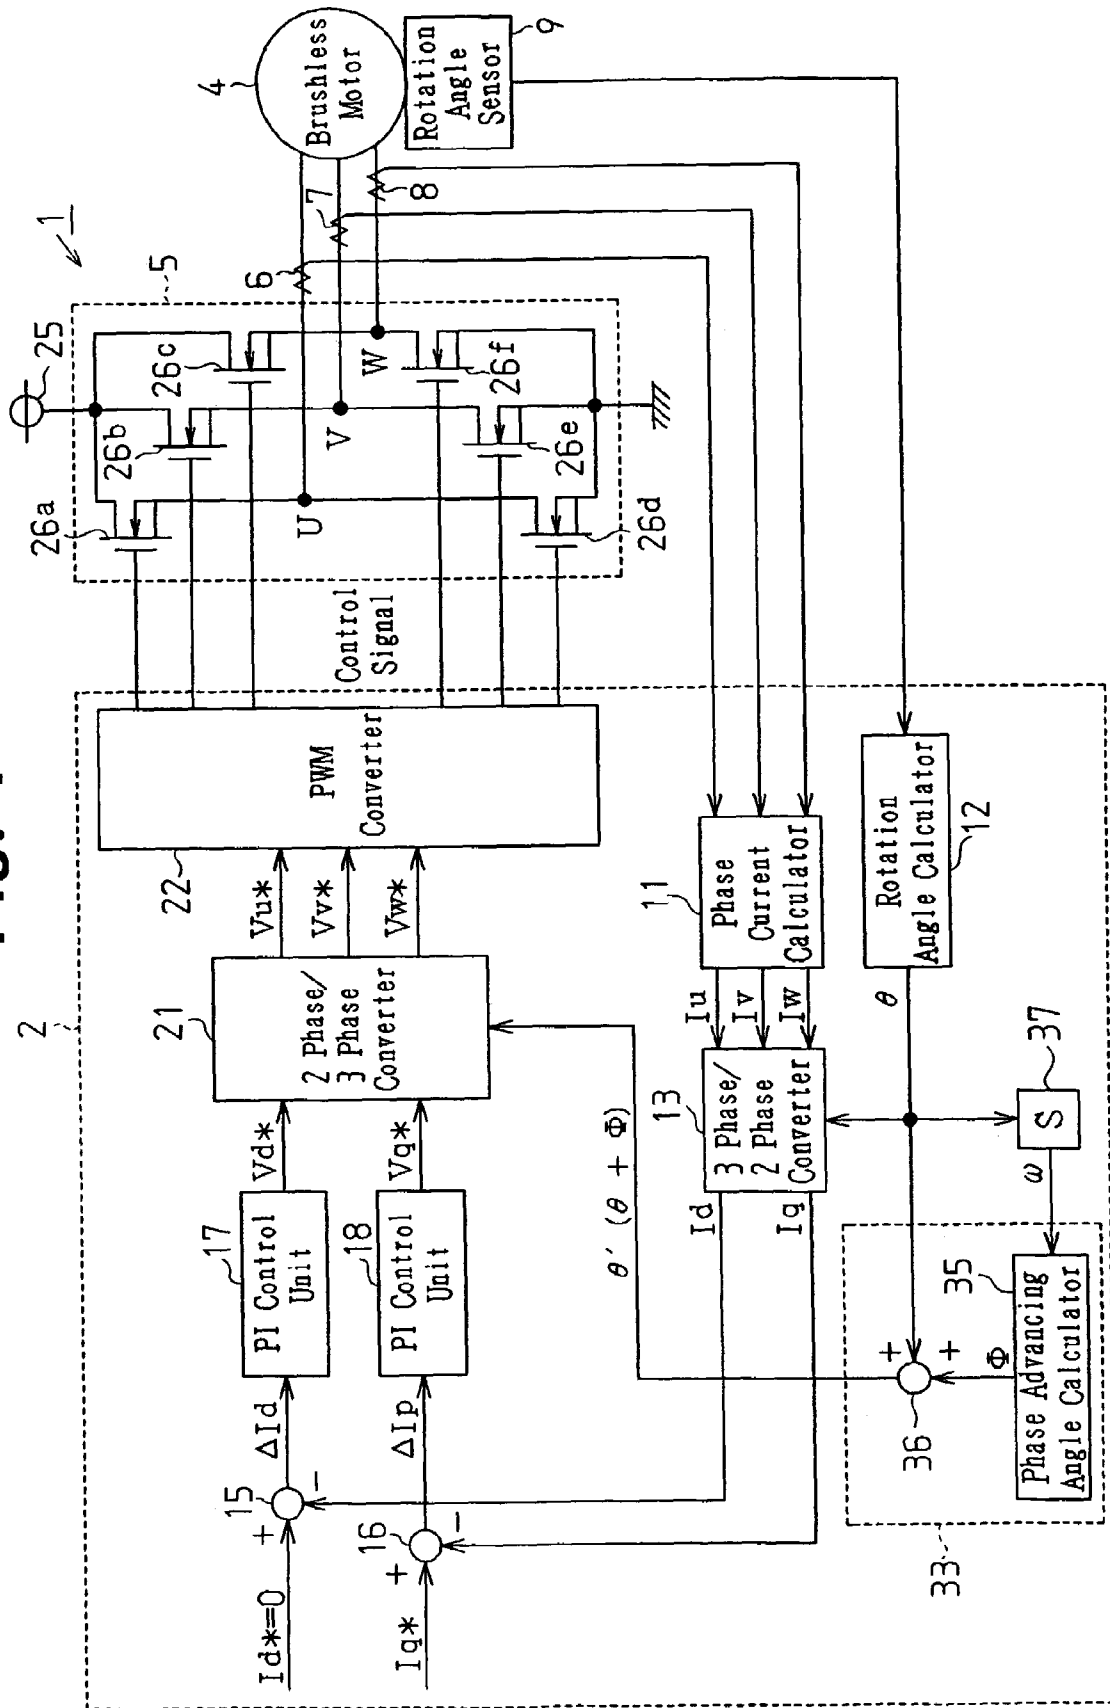 1
2
Id*=0
+
-
15
ΔId
17
PI Control
Unit
Vd*
Iq*
+
-
16
ΔIp
18
PI Control
Unit
Vq*
21
2 Phase/
3 Phase
Converter
Vu*
Vv*
Vw*
22
PWM
Converter
Control
Signal
25
5
26a
26b
26c
U
V
W
26d
26e
26f
6
7
8
4
Brushless
Motor
Rotation
Angle
Sensor
9
θ′(θ + Φ)
Id
Iq
13
3 Phase/
2 Phase
Converter
Iu
Iv
Iw
11
Phase
Current
Calculator
33
36
+
+
Φ
35
Phase Advancing
Angle Calculator
ω
37
S
θ
Rotation
Angle Calculator
12